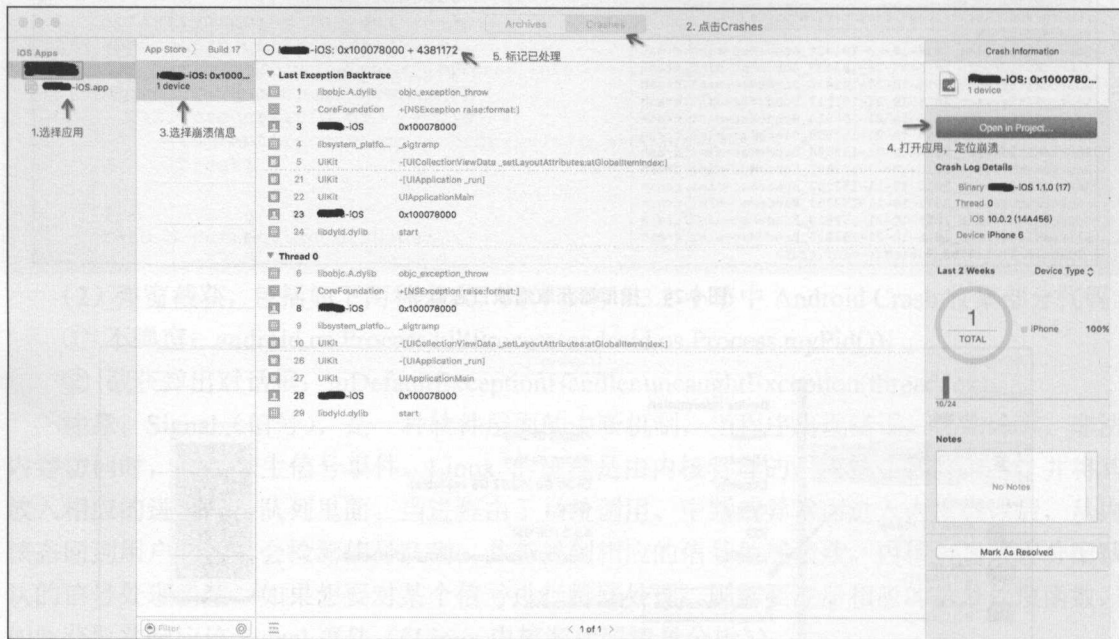 Archives
Crashes
2. 点击Crashes
iOS Apps
App Store 〉 Build 17
-iOS: 0x100078000 + 4381172
5. 标记已处理
Crash Information
-iOS.app
-iOS: 0x1000...
1 device
1.选择应用
3.选择崩溃信息
Last Exception Backtrace
1 libobjc.A.dylib objc_exception_throw
2 CoreFoundation +[NSException raise:format:]
3 -iOS 0x100078000
4 libsystem_platfo... _sigtramp
5 UIKit -[UICollectionViewData _setLayoutAttributes:atGlobalItemIndex:]
21 UIKit -[UIApplication _run]
22 UIKit UIApplicationMain
23 -iOS 0x100078000
24 libdyld.dylib start
Thread 0
6 libobjc.A.dylib objc_exception_throw
7 CoreFoundation +[NSException raise:format:]
8 -iOS 0x100078000
9 libsystem_platfo... _sigtramp
10 UIKit -[UICollectionViewData _setLayoutAttributes:atGlobalItemIndex:]
26 UIKit -[UIApplication _run]
27 UIKit UIApplicationMain
28 -iOS 0x100078000
29 libdyld.dylib start
-iOS: 0x1000780...
1 device
Open in Project...
4. 打开应用，定位崩溃
Crash Log Details
Binary -iOS 1.1.0 (17)
Thread 0
iOS 10.0.2 (14A456)
Device iPhone 6
Last 2 Weeks Device Type
1
TOTAL
iPhone 100%
16/24
Notes
No Notes
Mark As Resolved
Filter
1 of 1